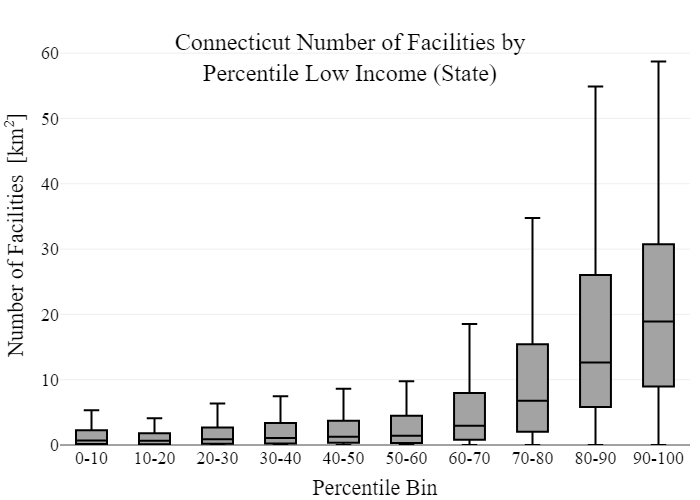 Connecticut Number of Facilities by
Percentile Low Income (State)
Number of Facilities [km²]
60
50
40
30
20
10
0
0-10 10-20 20-30 30-40 40-50 50-60 60-70 70-80 80-90 90-100
Percentile Bin